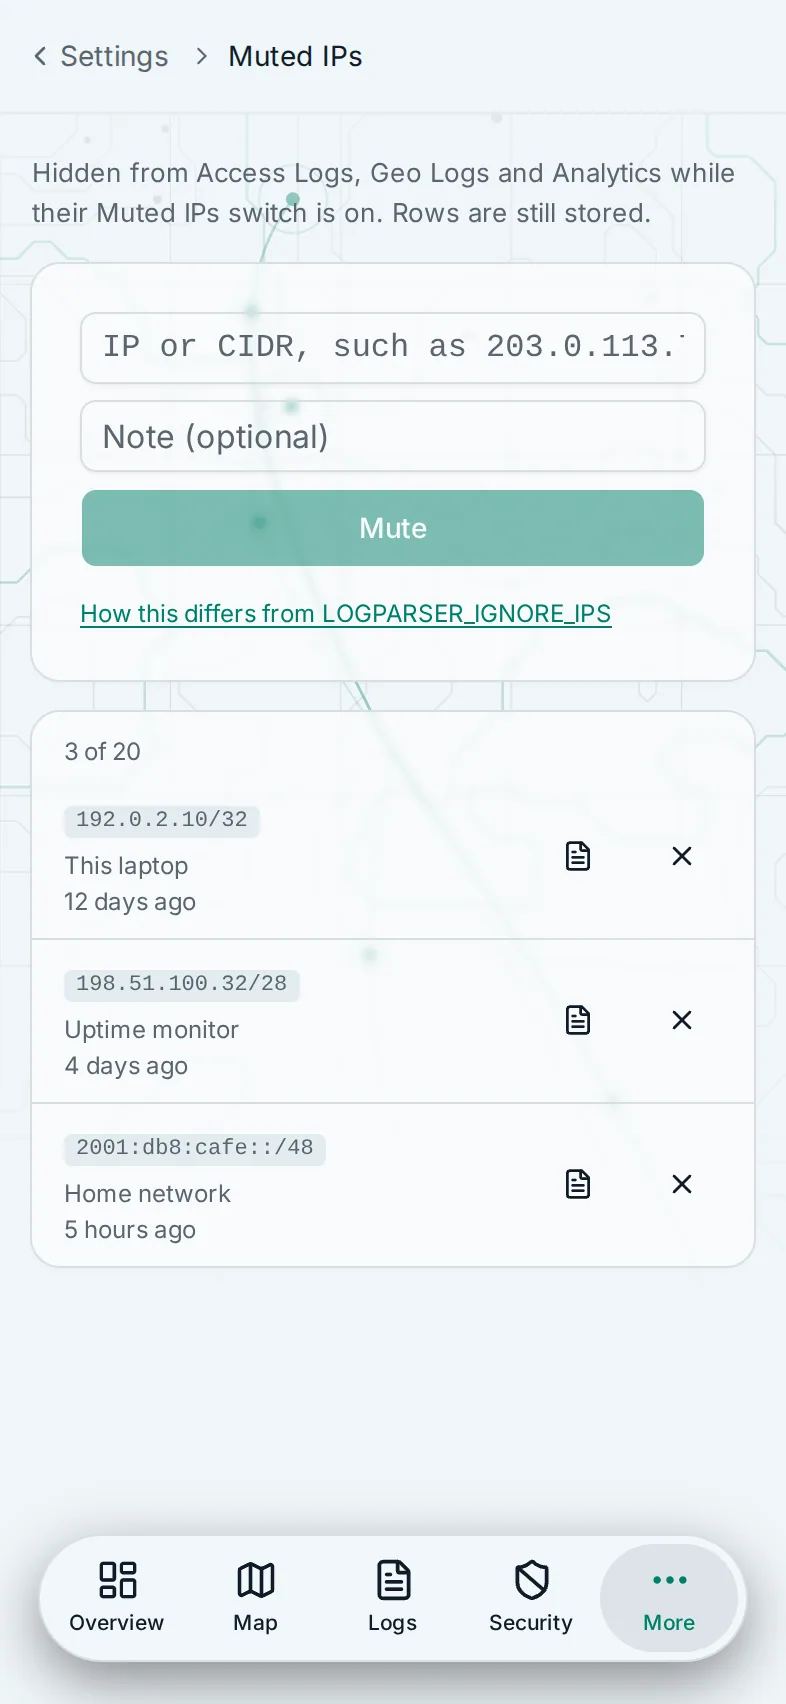 Settings > Muted IPs
Hidden from Access Logs, Geo Logs and Analytics while
their Muted IPs switch is on. Rows are still stored.
IP or CIDR, such as 203.0.113.
Note (optional)
Mute
How this differs from LOGPARSER_IGNORE_IPS
3 of 20
192.0.2.10/32
This laptop
12 days ago
198.51.100.32/28
Uptime monitor
4 days ago
2001:db8:cafe::/48
Home network
5 hours ago
Overview Map Logs Security More